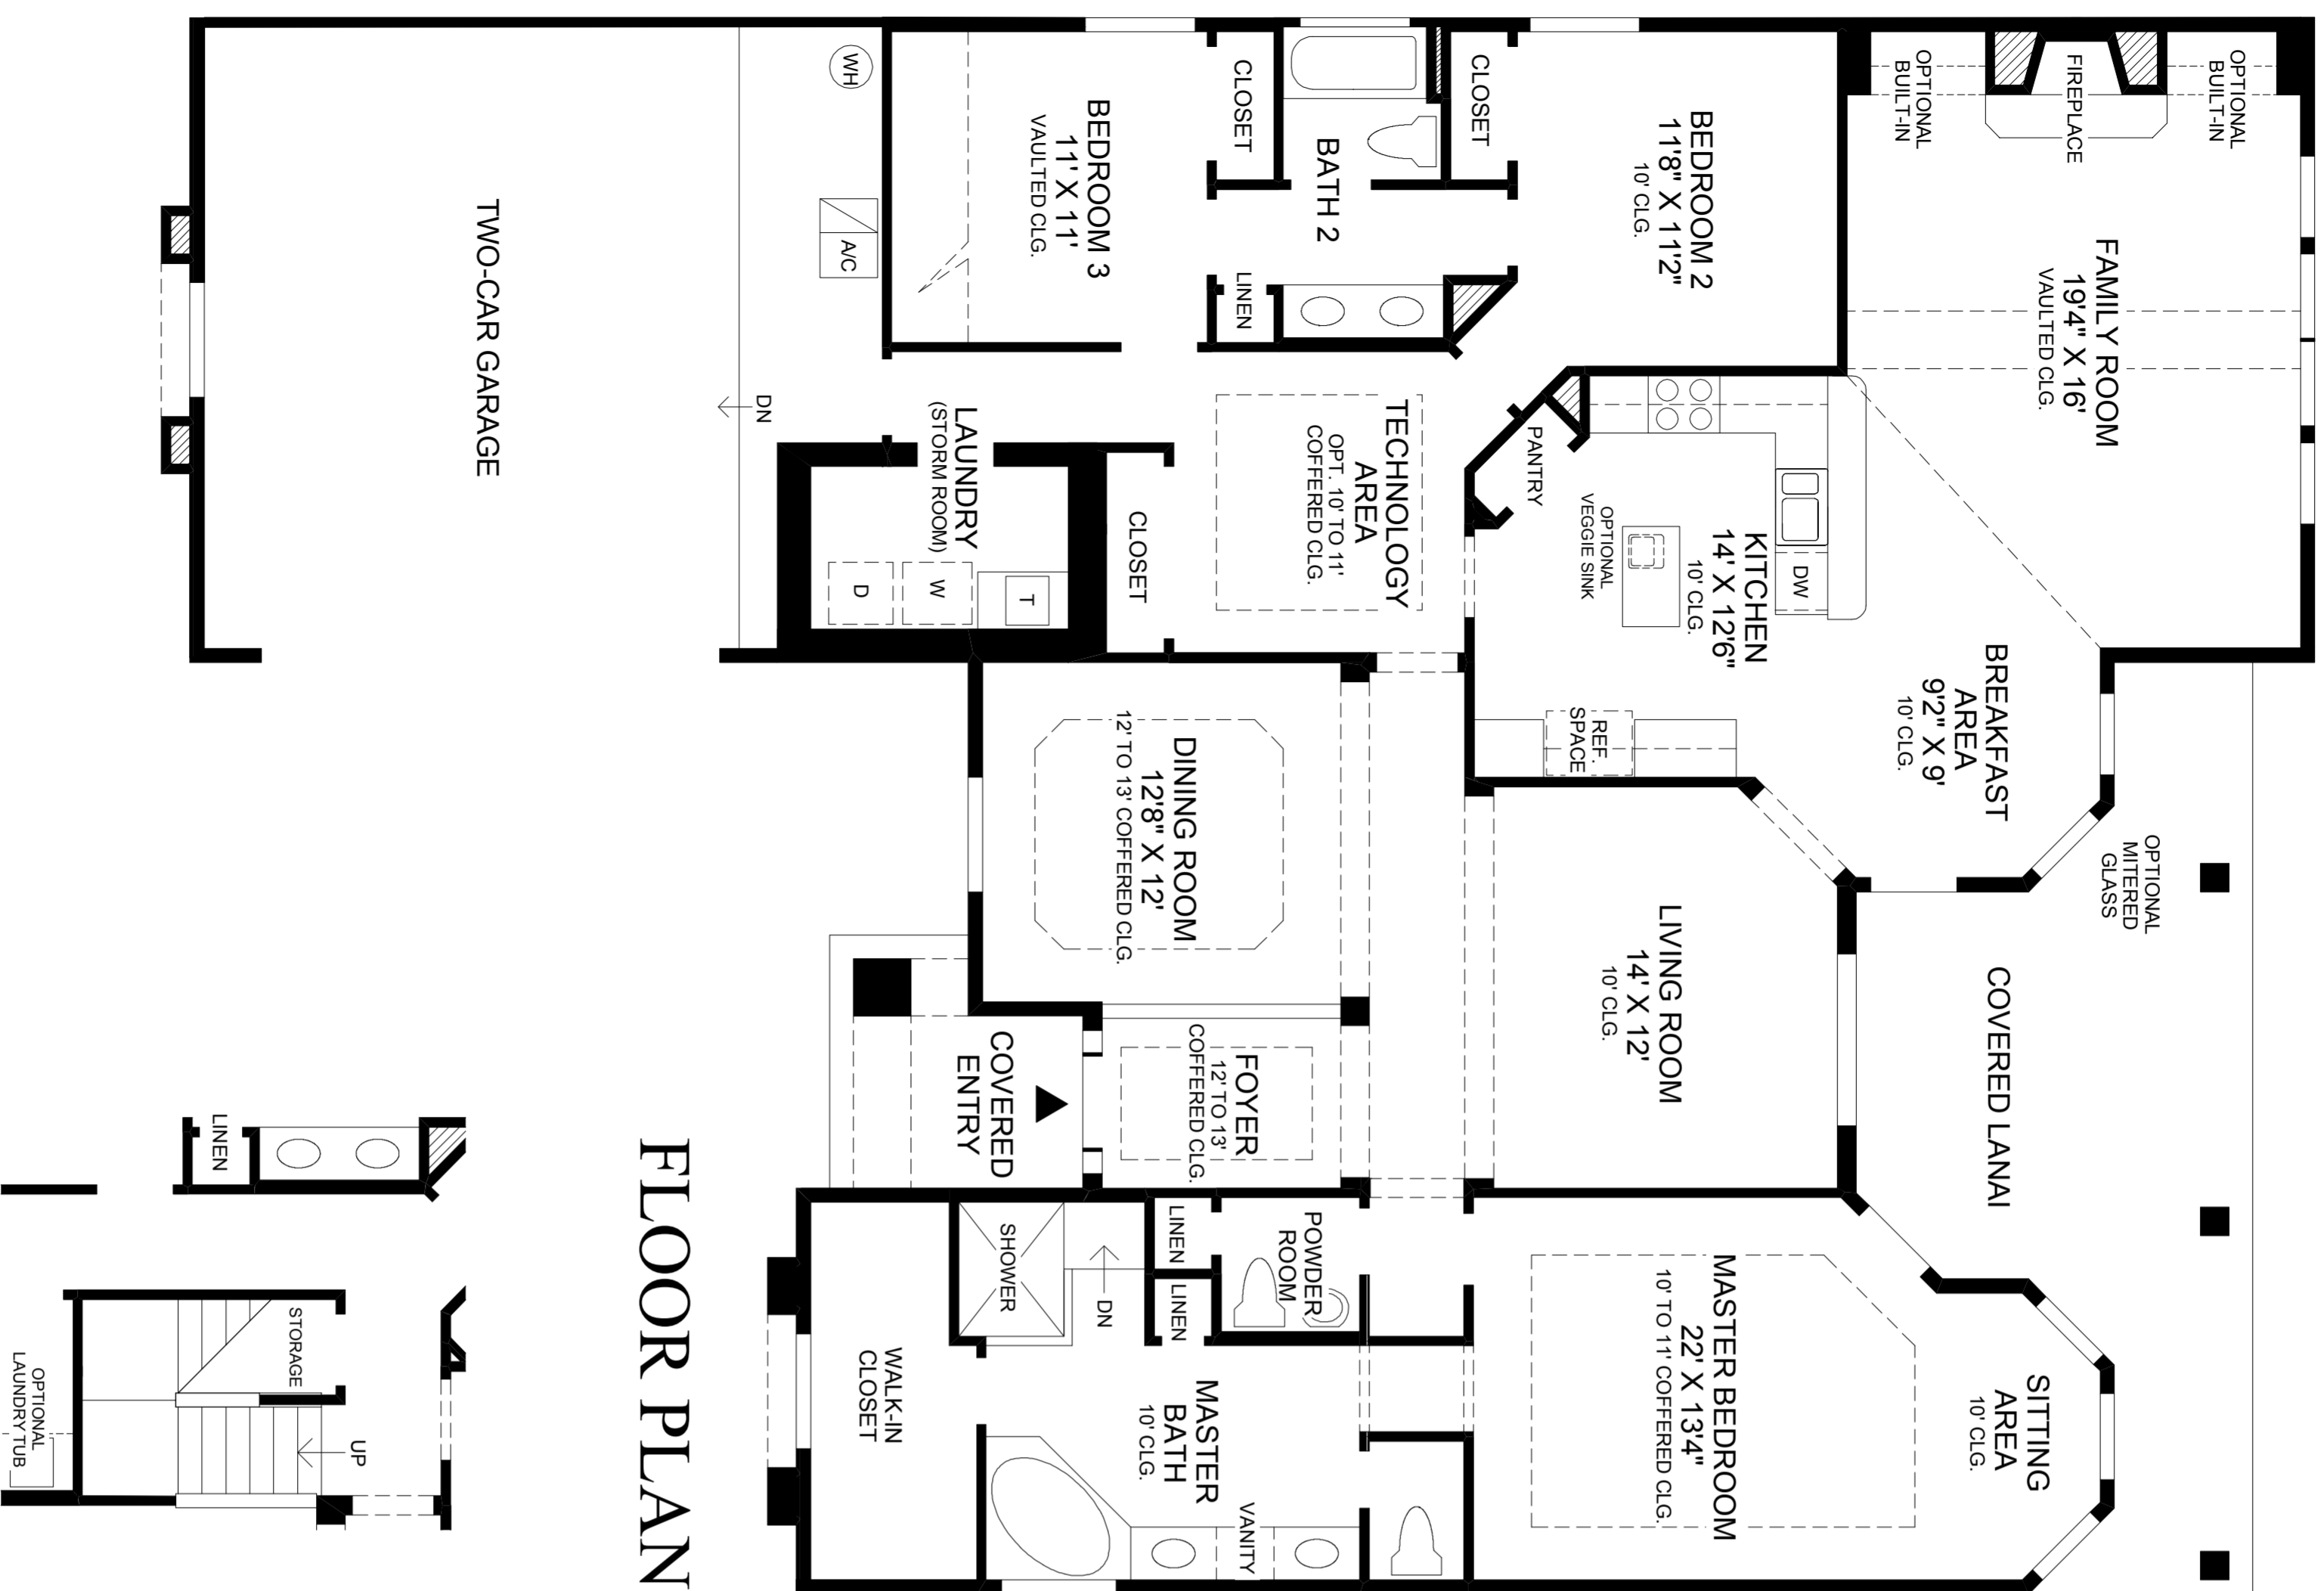 OPTIONAL
BUILT-IN
FIREPLACE
OPTIONAL
BUILT-IN
FAMILY ROOM
19'4" X 16'
VAULTED CLG.
BREAKFAST
AREA
9'2" X 9'
10' CLG.
OPTIONAL
MITERED
GLASS
COVERED LANAI
SITTING
AREA
10' CLG.
BEDROOM 2
11'8" X 11'2"
10' CLG.
CLOSET
KITCHEN
14' X 12'6"
10' CLG.
DW
OPTIONAL
VEGGIE SINK
PANTRY
REF.
SPACE
LIVING ROOM
14' X 12'
10' CLG.
MASTER BEDROOM
22' X 13'4"
10' TO 11' COFFERED CLG.
BATH 2
LINEN
CLOSET
TECHNOLOGY
AREA
OPT. 10' TO 11'
COFFERED CLG.
CLOSET
BEDROOM 3
11' X 11'
VAULTED CLG.
DINING ROOM
12'8" X 12'
12' TO 13' COFFERED CLG.
FOYER
12' TO 13'
COFFERED CLG.
COVERED
ENTRY
POWDER
ROOM
LINEN
LINEN
MASTER
BATH
10' CLG.
VANITY
DN
SHOWER
WALK-IN
CLOSET
LAUNDRY
(STORM ROOM)
T
W
D
WH
A/C
DN
TWO-CAR GARAGE
FLOOR PLAN
LINEN
UP
STORAGE
OPTIONAL
LAUNDRY TUB